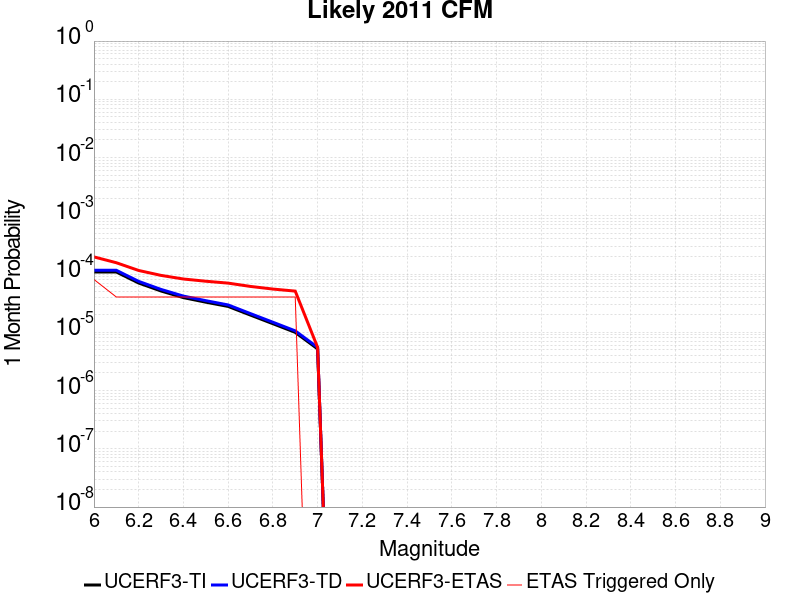 Likely 2011 CFM
10^0
10^-1
10^-2
10^-3
10^-4
10^-5
10^-6
10^-7
10^-8
1 Month Probability
6 6.2 6.4 6.6 6.8 7 7.2 7.4 7.6 7.8 8 8.2 8.4 8.6 8.8 9
Magnitude
UCERF3-TI UCERF3-TD UCERF3-ETAS ETAS Triggered Only